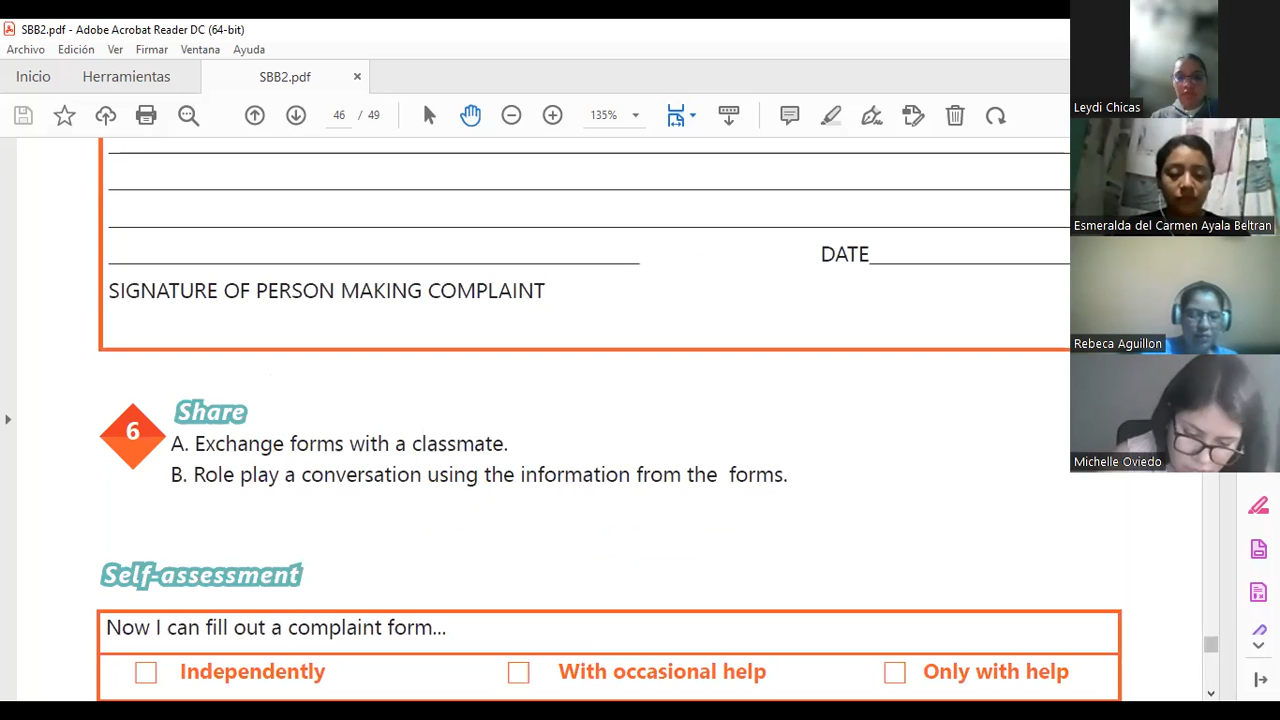 SBB2.pdf - Adobe Acrobat Reader DC (64-bit)
Archivo Edición Ver Firmar Ventana Ayuda
Inicio Herramientas SBB2.pdf ×
46 / 49 135%
DATE
SIGNATURE OF PERSON MAKING COMPLAINT
6
Share
A. Exchange forms with a classmate.
B. Role play a conversation using the information from the forms.
Self-assessment
Now I can fill out a complaint form...
Independently With occasional help Only with help
Leydi Chicas
Esmeralda del Carmen Ayala Beltran
Rebeca Aguillon
Michelle Oviedo